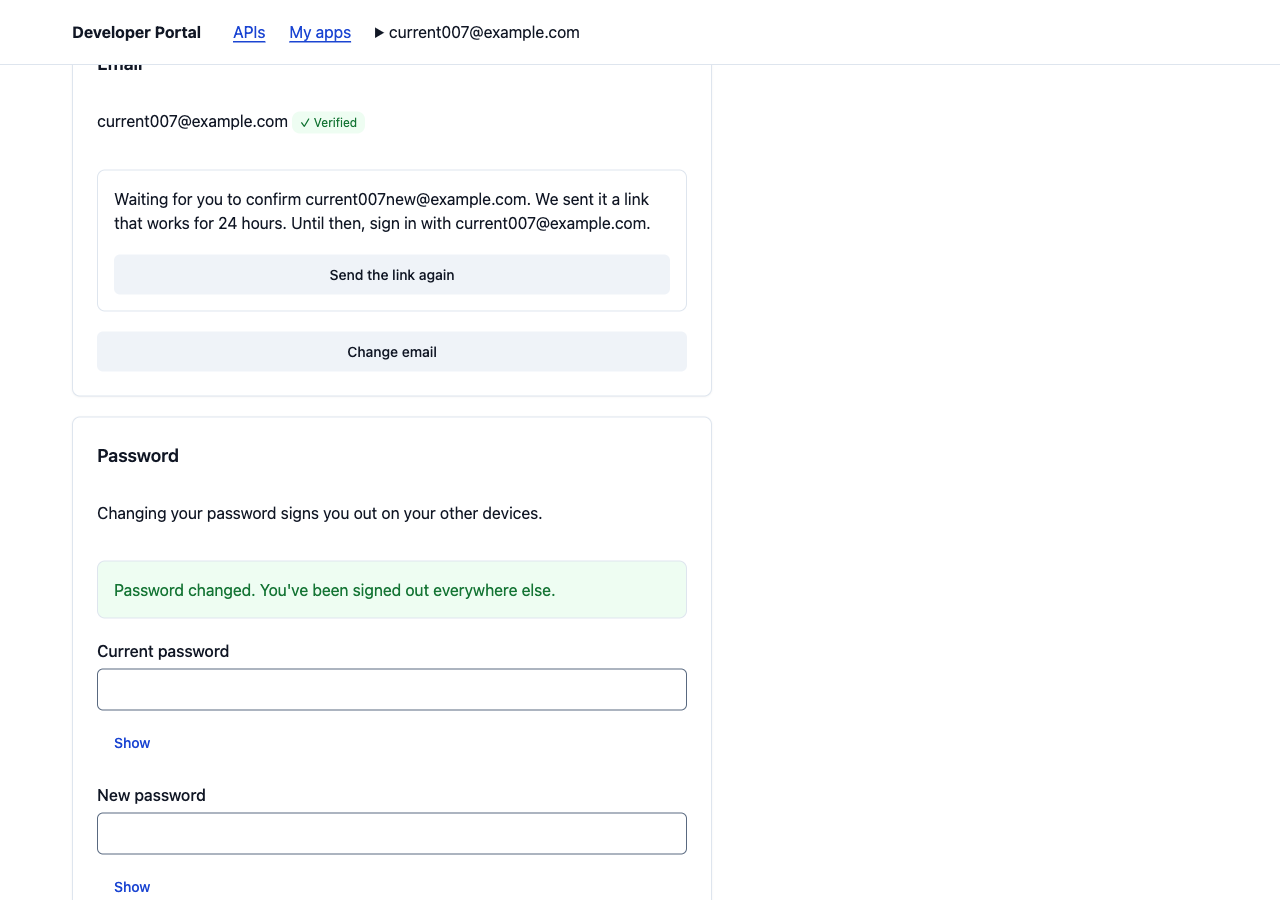 Developer Portal APIs My apps ▶ current007@example.com
Email
current007@example.com ✓ Verified
Waiting for you to confirm current007new@example.com. We sent it a link
that works for 24 hours. Until then, sign in with current007@example.com.
Send the link again
Change email
Password
Changing your password signs you out on your other devices.
Password changed. You've been signed out everywhere else.
Current password
Show
New password
Show